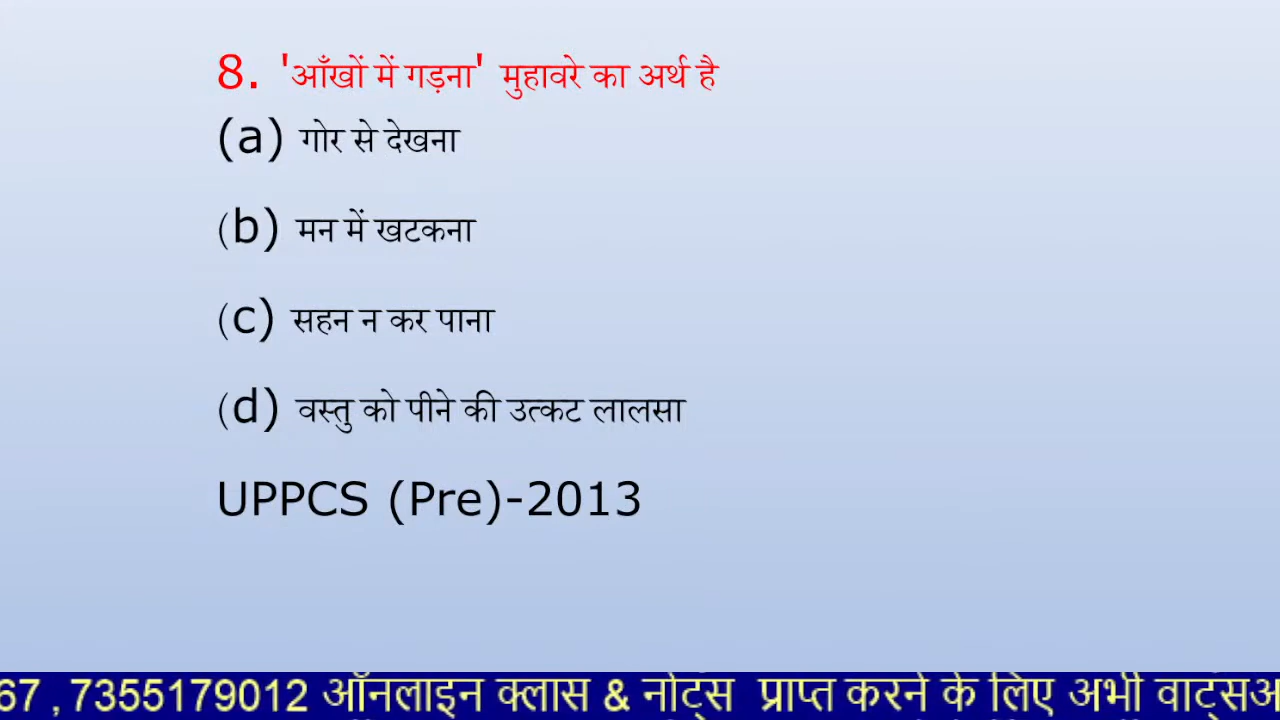 8. 'आँखों में गड़ना' मुहावरे का अर्थ है
(a) गोर से देखना
(b) मन में खटकना
(c) सहन न कर पाना
(d) वस्तु को पीने की उत्कट लालसा
UPPCS (Pre)-2013
67 , 7355179012 ऑनलाइन क्लास & नोट्स प्राप्त करने के लिए अभी वाट्सअ